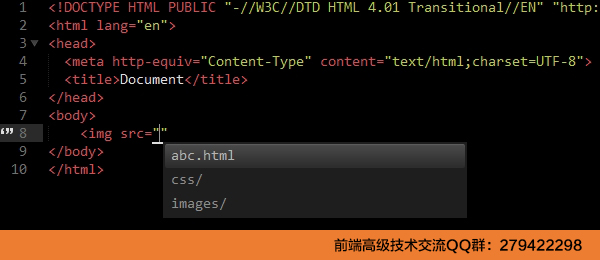 1 <!DOCTYPE HTML PUBLIC "-//W3C//DTD HTML 4.01 Transitional//EN" "http:
2 <html lang="en">
3 <head>
4 <meta http-equiv="Content-Type" content="text/html;charset=UTF-8">
5 <title>Document</title>
6 </head>
7 <body>
8 <img src=""
abc.html
9 </body>
css/
10 </html>
images/
前端高级技术交流QQ群：279422298